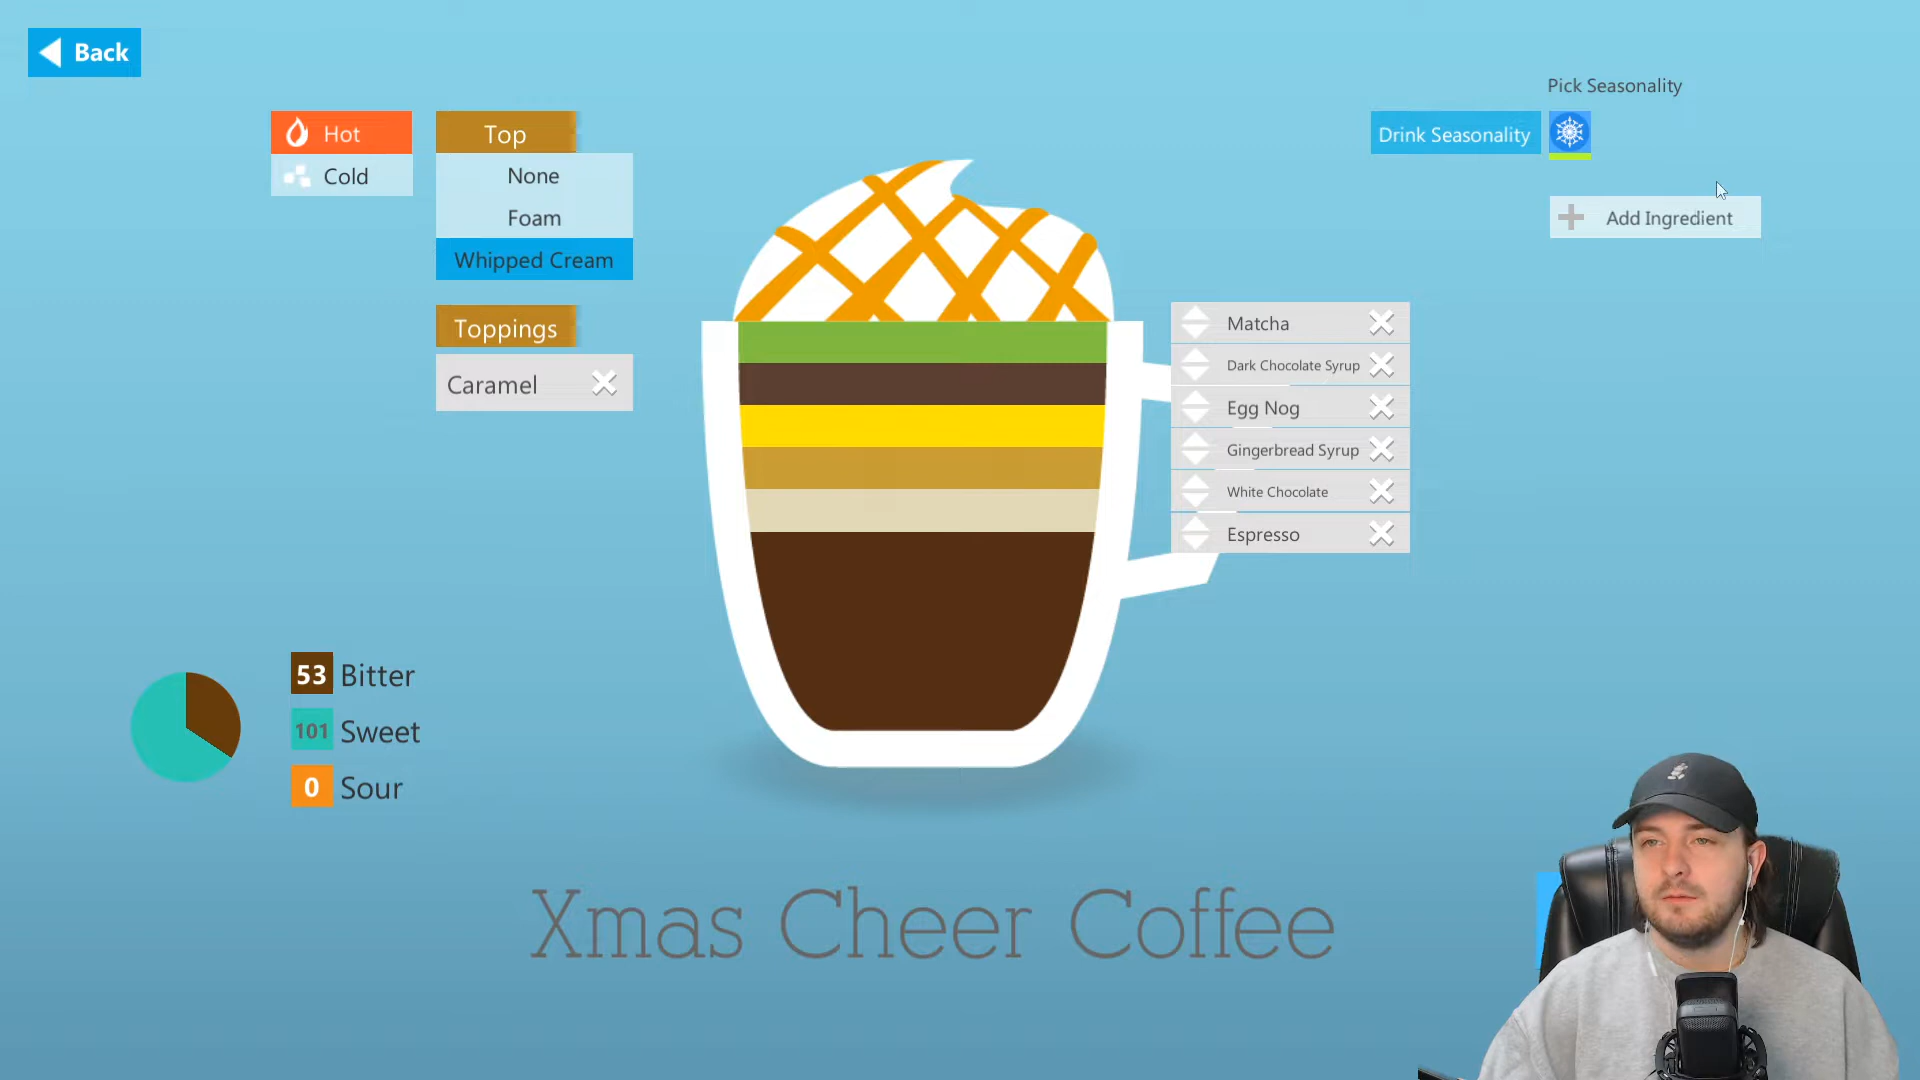 Back
Pick Seasonality
Drink Seasonality
Add Ingredient
Hot
Cold
Top
None
Foam
Whipped Cream
Toppings
Caramel
Matcha
Dark Chocolate Syrup
Egg Nog
Gingerbread Syrup
White Chocolate
Espresso
53 Bitter
101 Sweet
0 Sour
Xmas Cheer Coffee